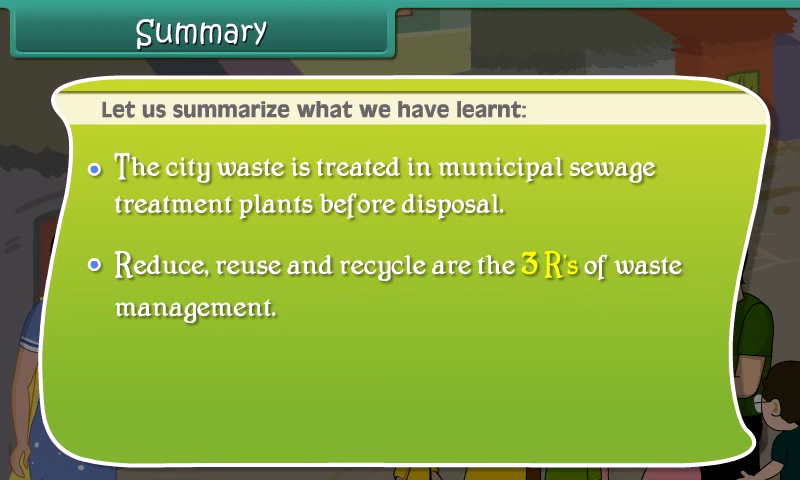 Summary
Let us summarize what we have learnt:
The city waste is treated in municipal sewage
treatment plants before disposal.
Reduce, reuse and recycle are the 3 R's of waste
management.